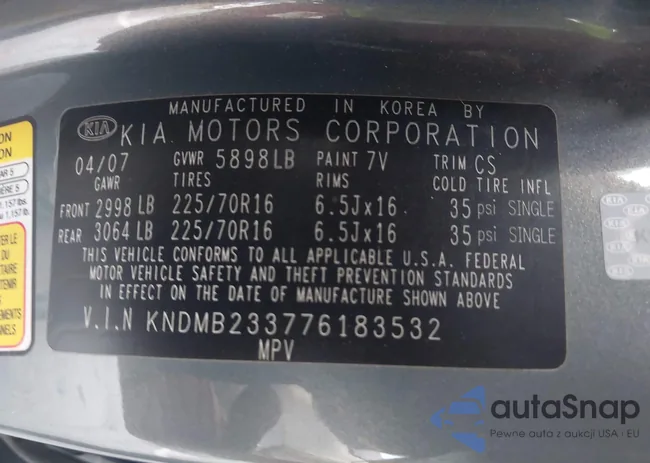 MANUFACTURED IN KOREA BY
KIA KIA MOTORS CORPORATION
04/07 GVWR 5898LB PAINT 7V TRIM CS
GAWR TIRES RIMS COLD TIRE INFL
FRONT 2998 LB 225/70R16 6.5Jx16 35 psi SINGLE
REAR 3064 LB 225/70R16 6.5Jx16 35 psi SINGLE
THIS VEHICLE CONFORMS TO ALL APPLICABLE U.S.A. FEDERAL
MOTOR VEHICLE SAFETY AND THEFT PREVENTION STANDARDS
IN EFFECT ON THE DATE OF MANUFACTURE SHOWN ABOVE
V.I.N KNDMB233776183532
MPV
autaSnap
Pewne auta z aukcji USA i EU